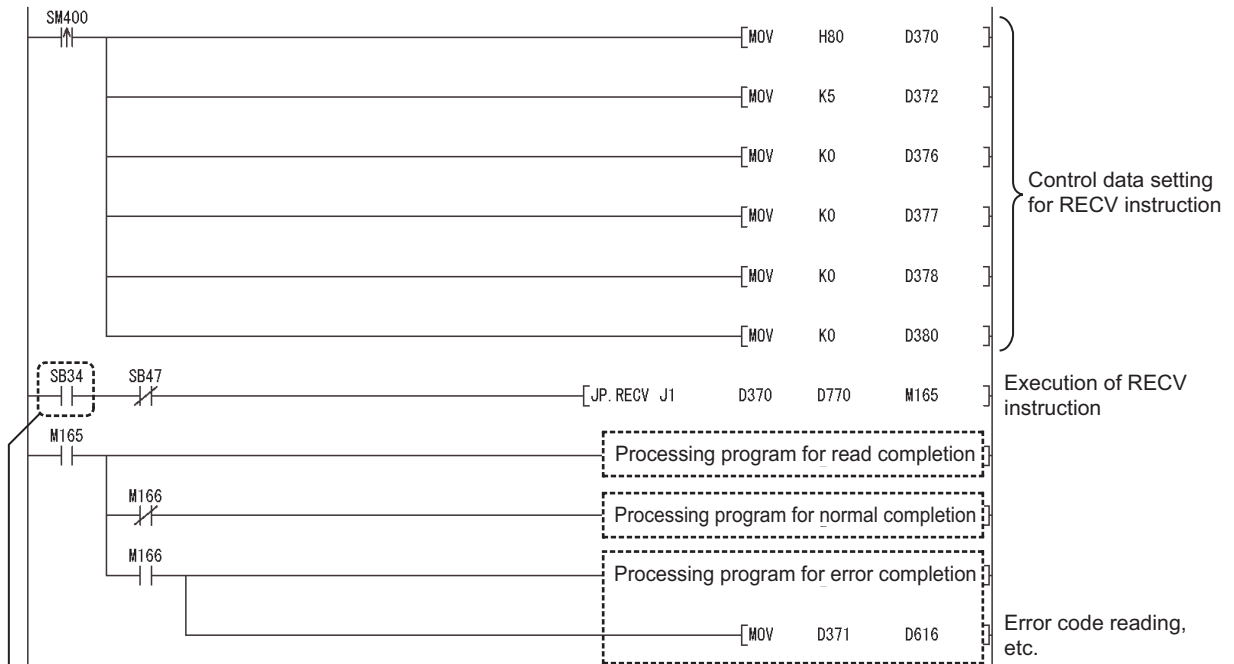 SM400
[MOV H80 D370 ]
[MOV K5 D372 ]
[MOV K0 D376 ]
[MOV K0 D377 ]
[MOV K0 D378 ]
[MOV K0 D380 ]
Control data setting
for RECV instruction
SB34 SB47
[JP.RECV J1 D370 D770 M165 ]
Execution of RECV
instruction
M165
Processing program for read completion ]
M166
Processing program for normal completion ]
M166
Processing program for error completion ]
[MOV D371 D616 ]
Error code reading,
etc.